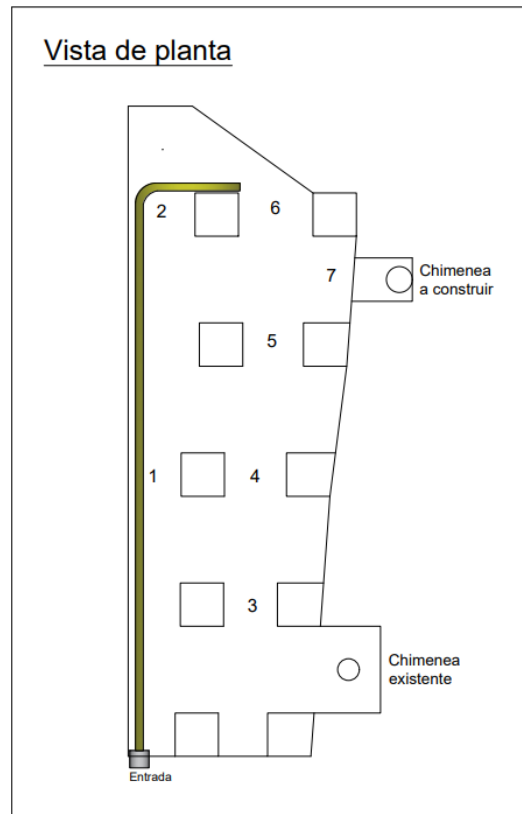 Vista de planta
2
6
7
Chimenea
a construir
5
1
4
3
Chimenea
existente
Entrada